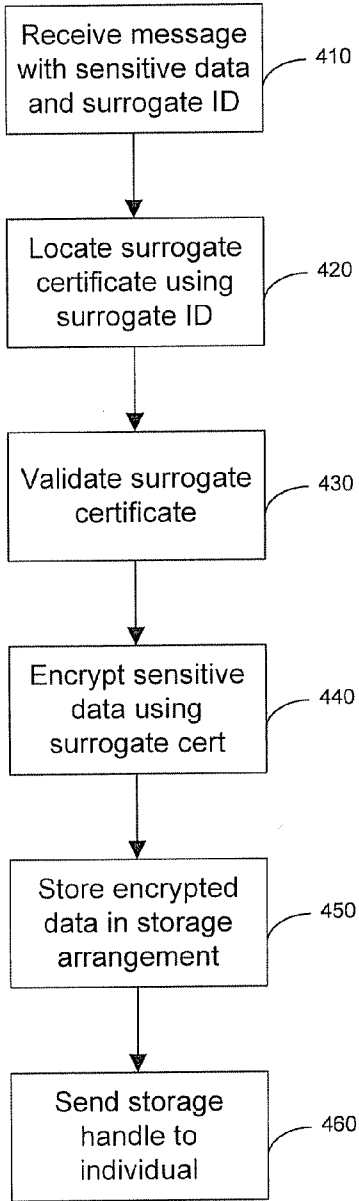 Receive message
with sensitive data
and surrogate ID
410
Locate surrogate
certificate using
surrogate ID
420
Validate surrogate
certificate
430
Encrypt sensitive
data using
surrogate cert
440
Store encrypted
data in storage
arrangement
450
Send storage
handle to
individual
460